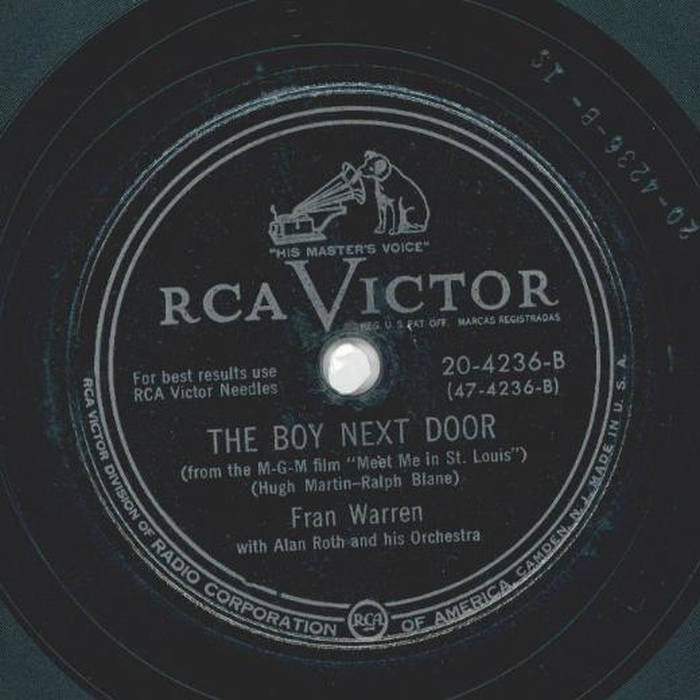 20-4236-B-1S
"HIS MASTER'S VOICE"
RCA VICTOR
REG. U. S. PAT. OFF. MARCAS REGISTRADAS
For best results use
RCA Victor Needles
20-4236-B
(47-4236-B)
THE BOY NEXT DOOR
(from the M-G-M film "Meet Me in St. Louis")
(Hugh Martin–Ralph Blane)
Fran Warren
with Alan Roth and his Orchestra
RCA VICTOR DIVISION OF RADIO CORPORATION OF AMERICA, CAMDEN, N. J. MADE IN U. S. A.
RCA